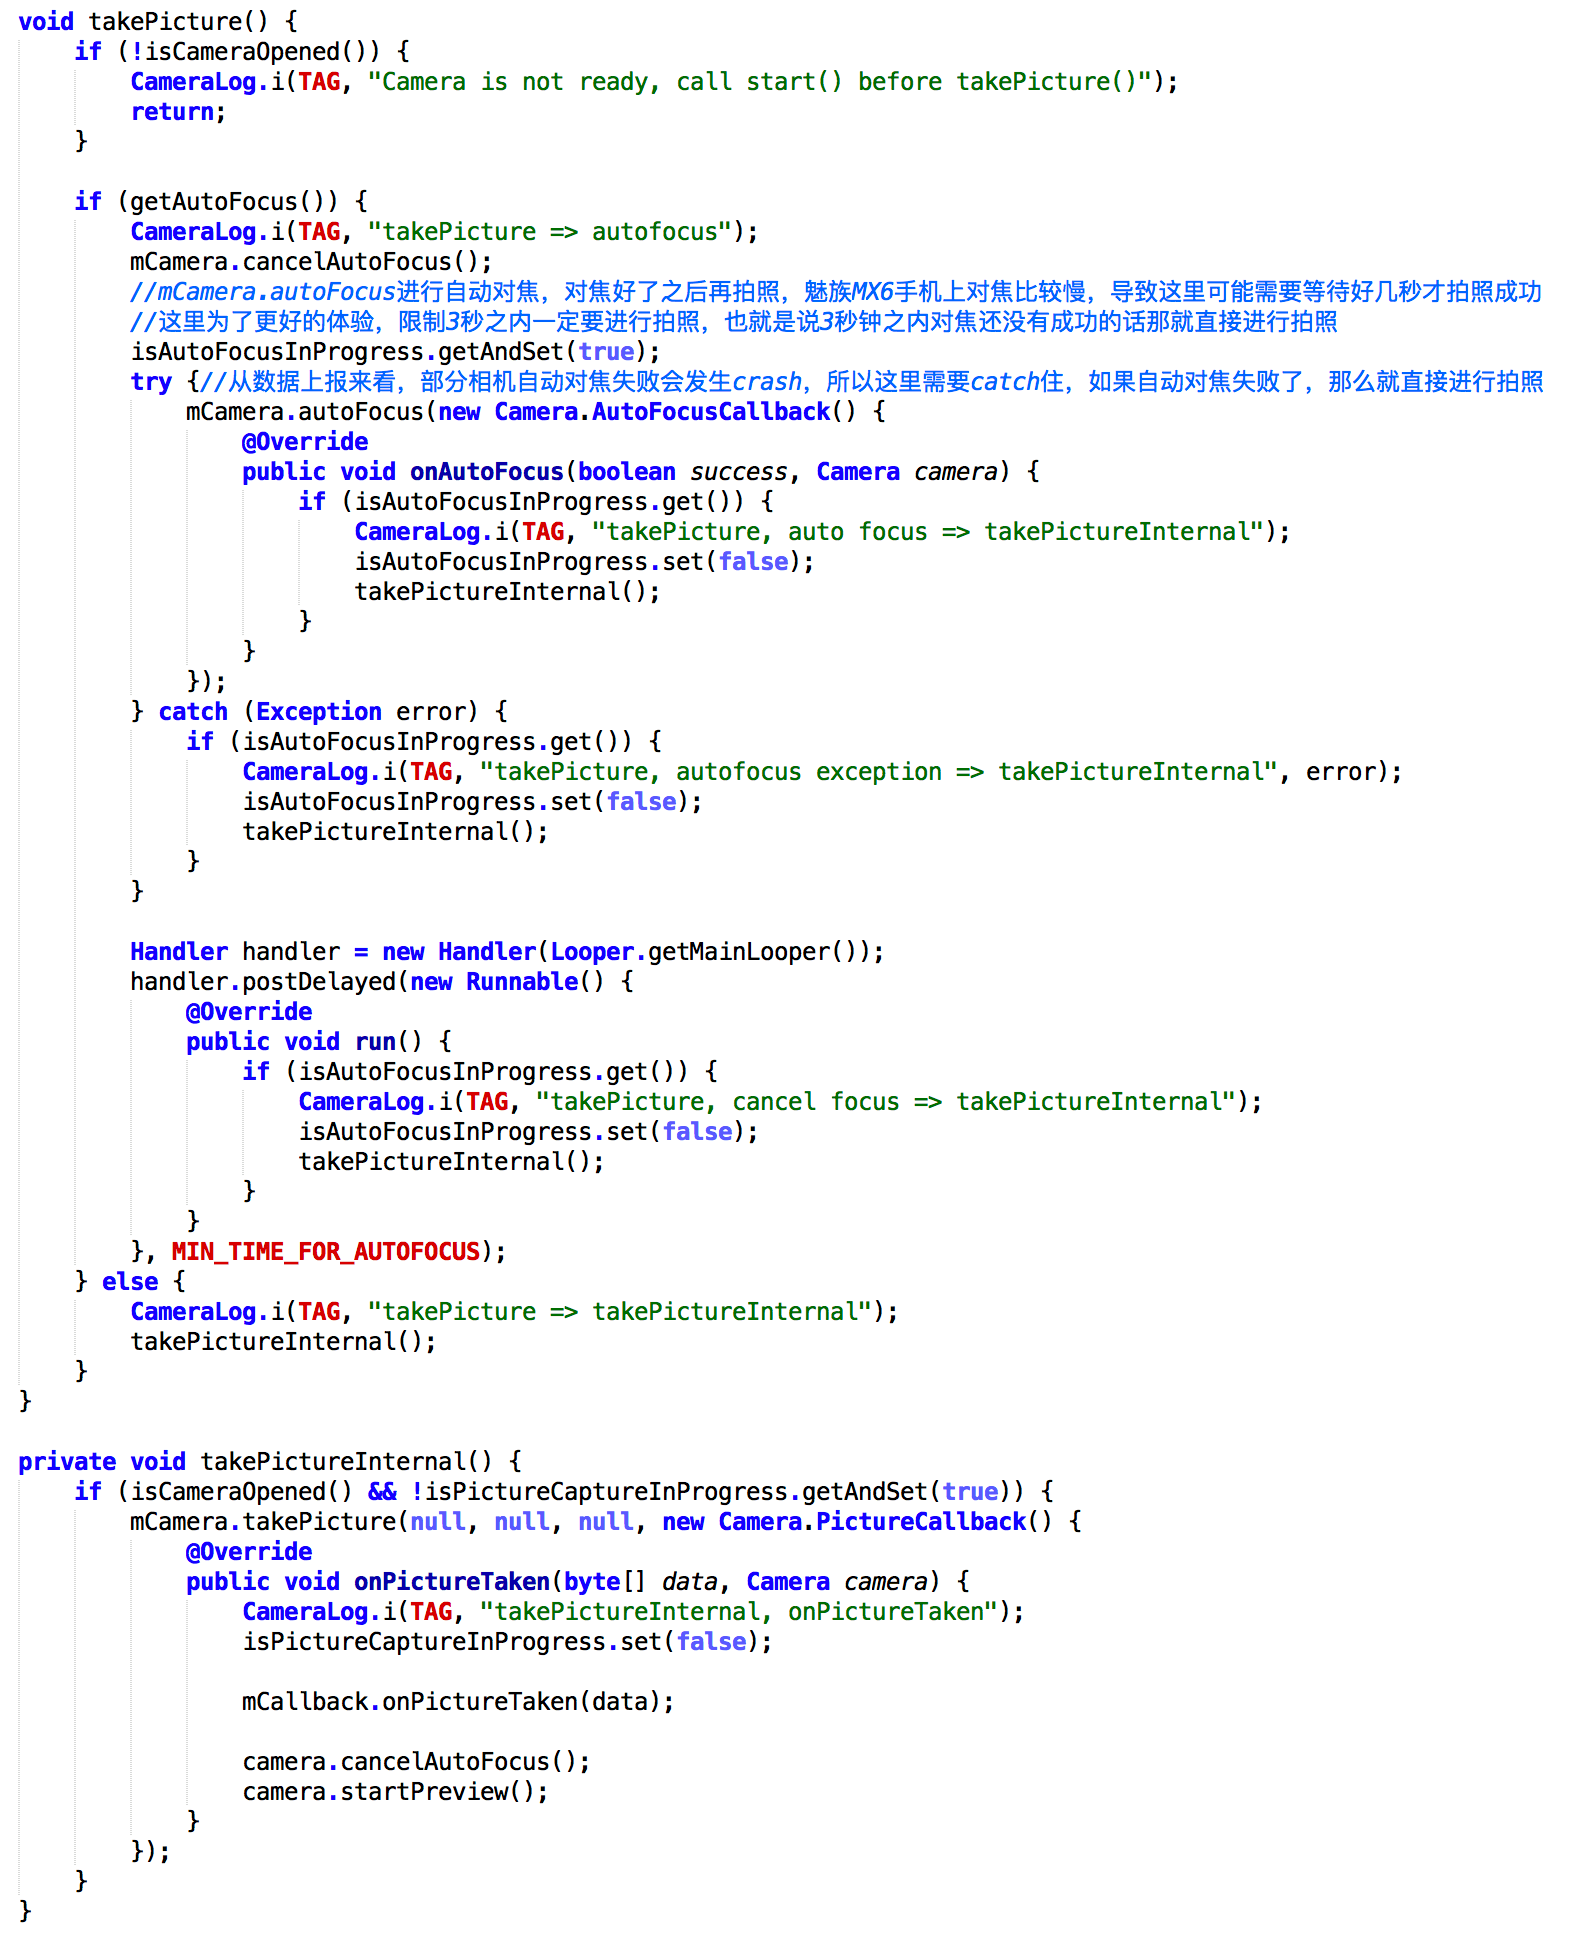 void takePicture() {
    if (!isCameraOpened()) {
        CameraLog.i(TAG, "Camera is not ready, call start() before takePicture()");
        return;
    }

    if (getAutoFocus()) {
        CameraLog.i(TAG, "takePicture => autofocus");
        mCamera.cancelAutoFocus();
        //mCamera.autoFocus进行自动对焦，对焦好了之后再拍照，魅族MX6手机上对焦比较慢，导致这里可能需要等待好几秒才拍照成功
        //这里为了更好的体验，限制3秒之内一定要进行拍照，也就是说3秒钟之内对焦还没有成功的话那就直接进行拍照
        isAutoFocusInProgress.getAndSet(true);
        try {//从数据上报来看，部分相机自动对焦失败会发生crash，所以这里需要catch住，如果自动对焦失败了，那么就直接进行拍照
            mCamera.autoFocus(new Camera.AutoFocusCallback() {
                @Override
                public void onAutoFocus(boolean success, Camera camera) {
                    if (isAutoFocusInProgress.get()) {
                        CameraLog.i(TAG, "takePicture, auto focus => takePictureInternal");
                        isAutoFocusInProgress.set(false);
                        takePictureInternal();
                    }
                }
            });
        } catch (Exception error) {
            if (isAutoFocusInProgress.get()) {
                CameraLog.i(TAG, "takePicture, autofocus exception => takePictureInternal", error);
                isAutoFocusInProgress.set(false);
                takePictureInternal();
            }
        }

        Handler handler = new Handler(Looper.getMainLooper());
        handler.postDelayed(new Runnable() {
            @Override
            public void run() {
                if (isAutoFocusInProgress.get()) {
                    CameraLog.i(TAG, "takePicture, cancel focus => takePictureInternal");
                    isAutoFocusInProgress.set(false);
                    takePictureInternal();
                }
            }
        }, MIN_TIME_FOR_AUTOFOCUS);
    } else {
        CameraLog.i(TAG, "takePicture => takePictureInternal");
        takePictureInternal();
    }
}

private void takePictureInternal() {
    if (isCameraOpened() && !isPictureCaptureInProgress.getAndSet(true)) {
        mCamera.takePicture(null, null, null, new Camera.PictureCallback() {
            @Override
            public void onPictureTaken(byte[] data, Camera camera) {
                CameraLog.i(TAG, "takePictureInternal, onPictureTaken");
                isPictureCaptureInProgress.set(false);

                mCallback.onPictureTaken(data);

                camera.cancelAutoFocus();
                camera.startPreview();
            }
        });
    }
}